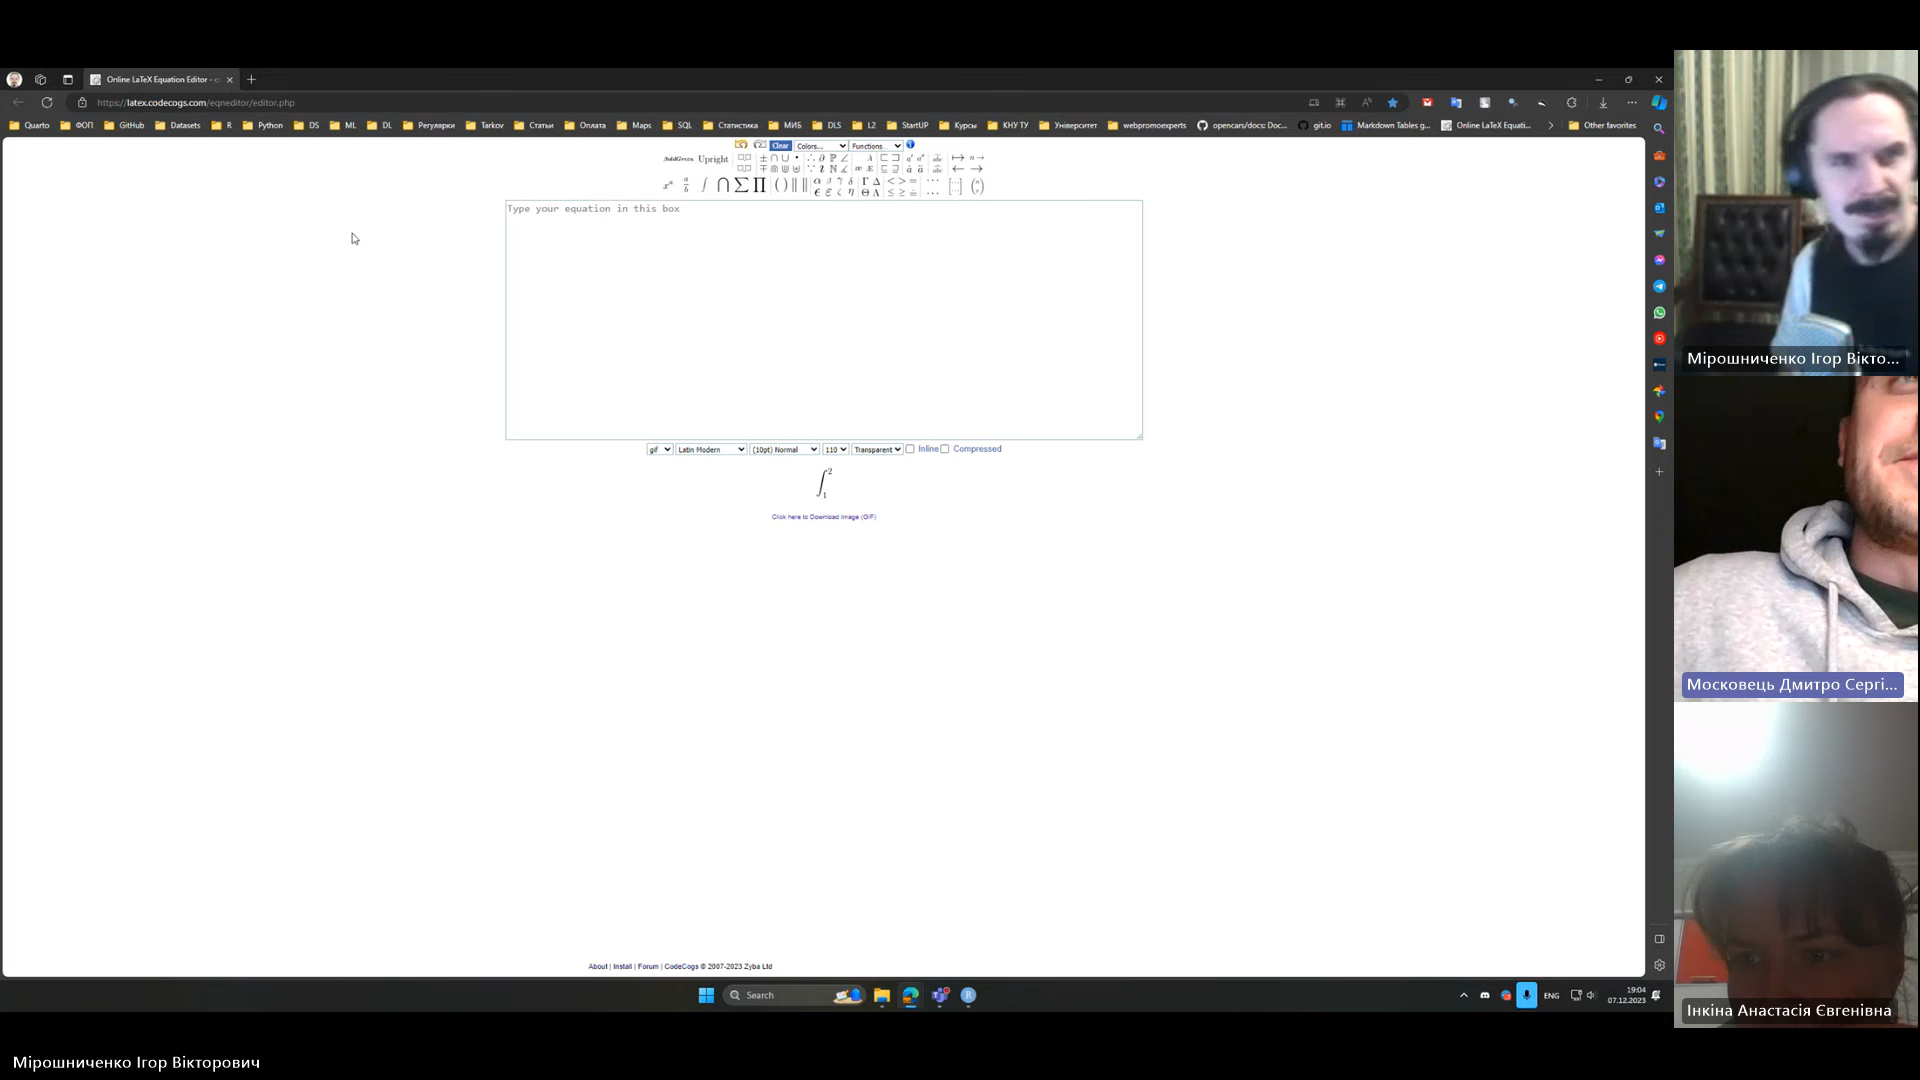 Online LaTeX Equation Editor - c
https://latex.codecogs.com/eqneditor/editor.php
Quarto ФОП GitHub Datasets R Python DS ML DL Регулярки Tarkov Статьи Оплата Maps SQL Статистика МИБ DLS L2 StartUP Курсы КНУ ТУ Університет webpromoexperts opencars/docs: Doc... git.io Markdown Tables g... Online LaTeX Equati... Other favorites
Clear Colors... Functions...
Upright
Type your equation in this box
gif Latin Modern (10pt) Normal 110 Transparent Inline Compressed
∫₁²
Click here to Download Image (GIF)
About | Install | Forum | CodeCogs © 2007-2023 Zyba Ltd
Search
ENG
19:04
07.12.2023
Мірошниченко Ігор Вікто...
Московець Дмитро Сергі...
Інкіна Анастасія Євгенівна
Мірошниченко Ігор Вікторович